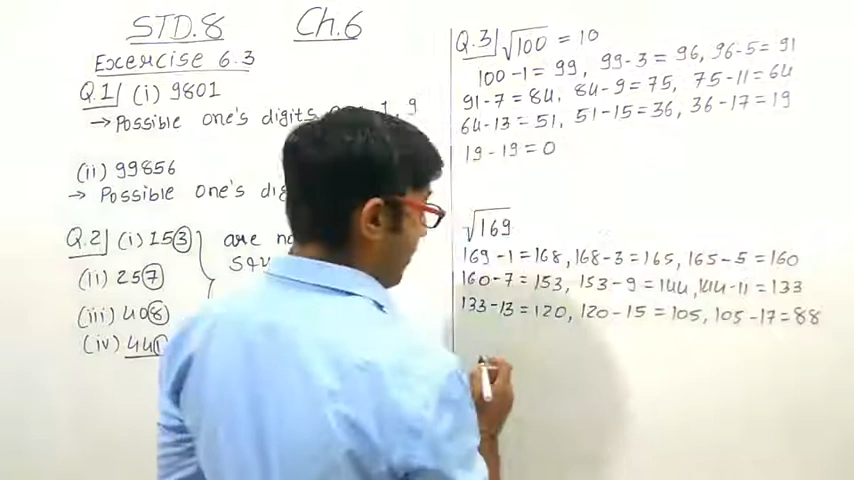 STD.8 Ch.6
Exercise 6.3
Q.1 (i) 9801
→ Possible one's digits 1, 9
(ii) 99856
→ Possible one's
Q.2 (i) 153 are
(ii) 257
(iii) 408
(iv) 441
Q.3 √100 = 10
100-1 = 99, 99-3 = 96, 96-5 = 91
91-7 = 84, 84-9 = 75, 75-11 = 64
64-13 = 51, 51-15 = 36, 36-17 = 19
19-19 = 0
√169
169-1 = 168, 168-3 = 165, 165-5 = 160
160-7 = 153, 153-9 = 144, 144-11 = 133
133-13 = 120, 120-15 = 105, 105-17 = 88